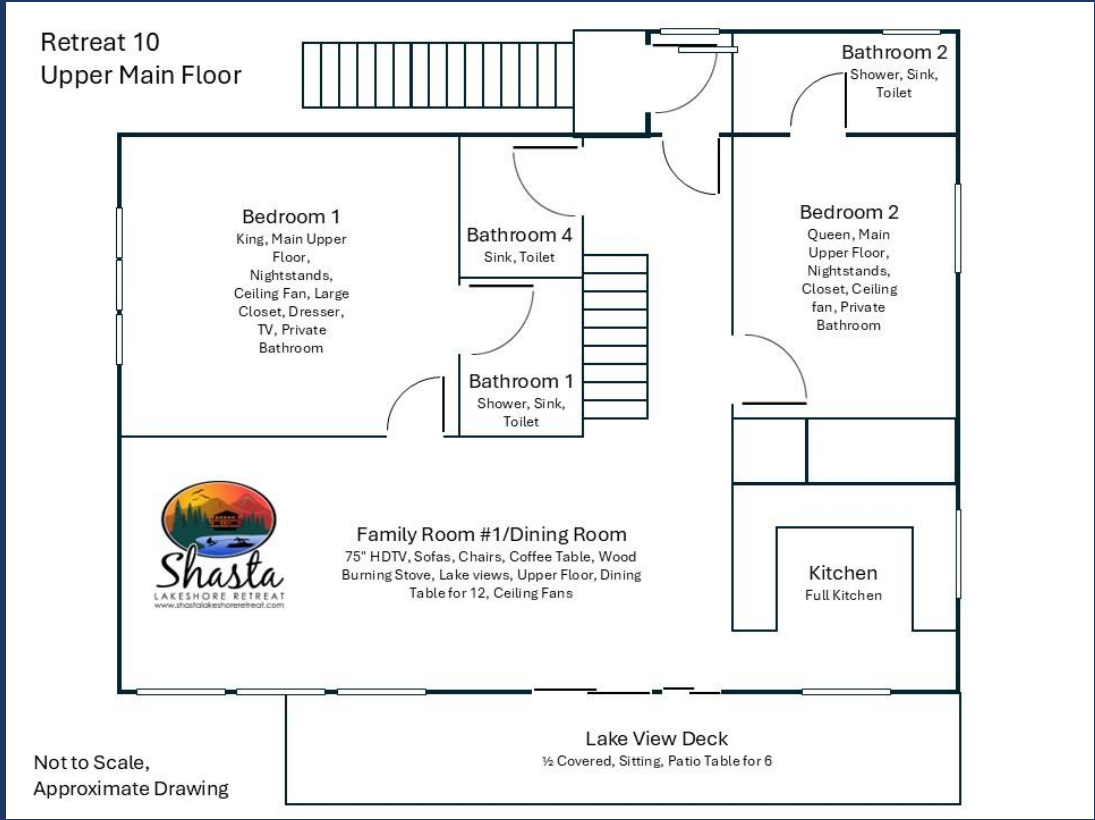 Retreat 10
Upper Main Floor
Bathroom 2
Shower, Sink,
Toilet
Bedroom 1
King, Main Upper
Floor,
Nightstands,
Ceiling Fan, Large
Closet, Dresser,
TV, Private
Bathroom
Bathroom 4
Sink, Toilet
Bedroom 2
Queen, Main
Upper Floor,
Nightstands,
Closet, Ceiling
fan, Private
Bathroom
Bathroom 1
Shower, Sink,
Toilet
Shasta
LAKESHORE RETREAT
www.shastalakeshoreretreat.com
Family Room #1/Dining Room
75" HDTV, Sofas, Chairs, Coffee Table, Wood
Burning Stove, Lake views, Upper Floor, Dining
Table for 12, Ceiling Fans
Kitchen
Full Kitchen
Lake View Deck
½ Covered, Sitting, Patio Table for 6
Not to Scale,
Approximate Drawing